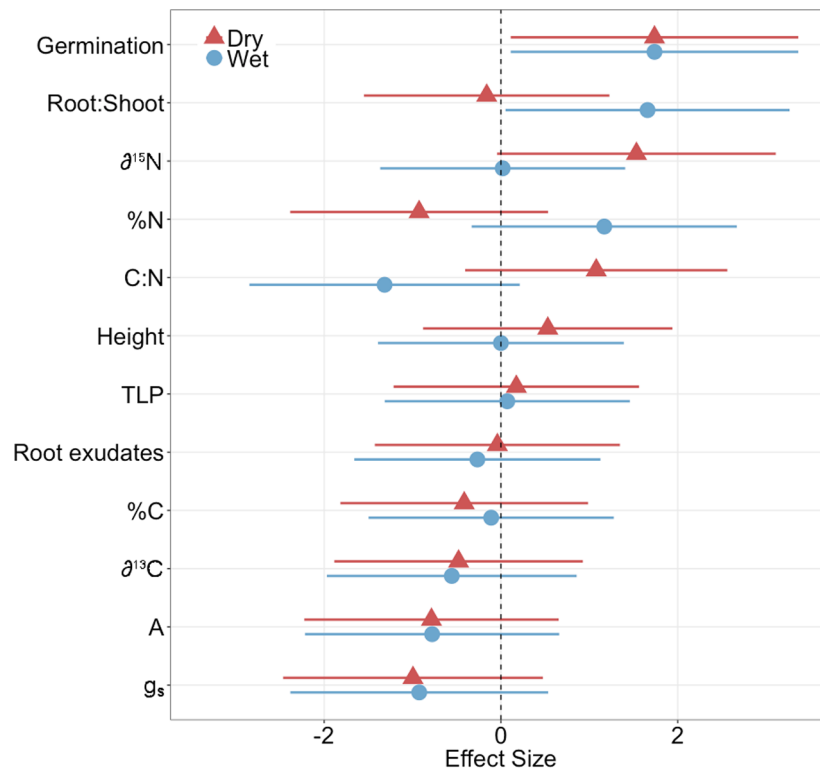 Germination
Dry
Wet
Root:Shoot
∂¹⁵N
%N
C:N
Height
TLP
Root exudates
%C
∂¹³C
A
gₛ
-2 0 2
Effect Size